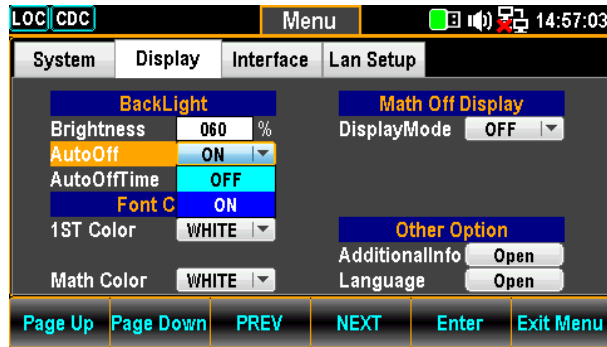 LOC CDC Menu 14:57:03
System Display Interface Lan Setup
BackLight Math Off Display
Brightness 060 % DisplayMode OFF
AutoOff ON
AutoOffTime OFF
Font C ON
1ST Color WHITE Other Option
AdditionalInfo Open
Math Color WHITE Language Open
Page Up Page Down PREV NEXT Enter Exit Menu